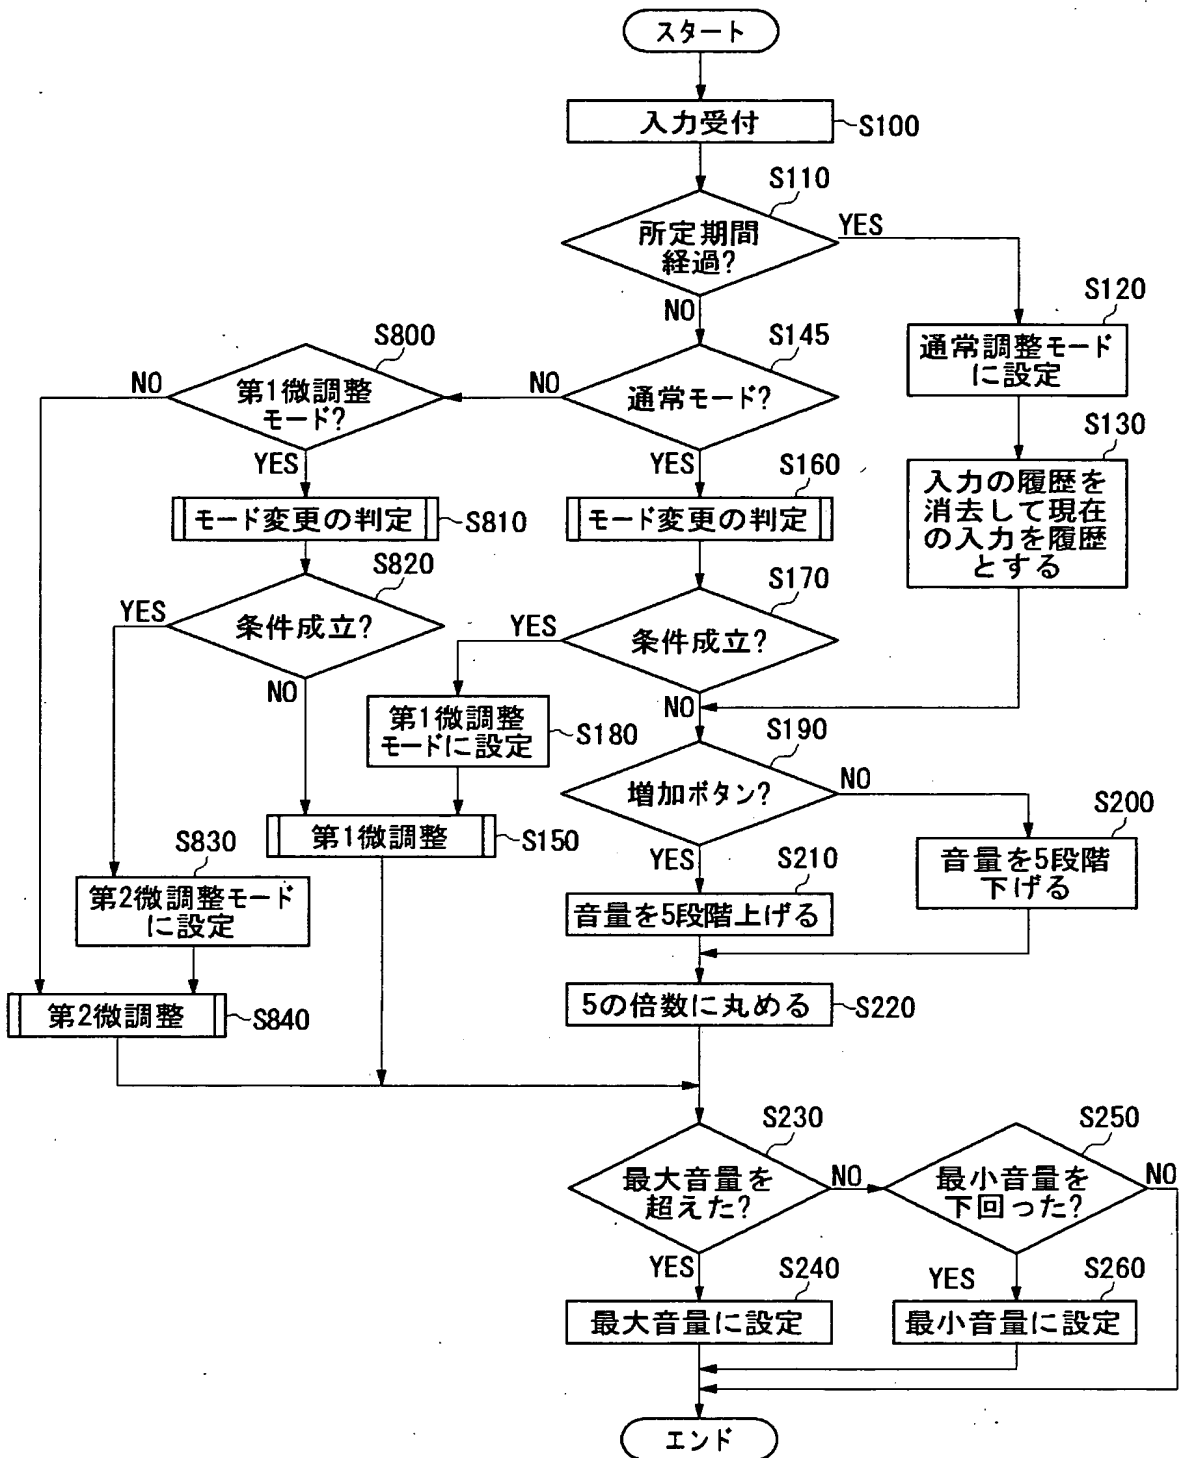 スタート
入力受付
S100
S110
所定期間
経過?
YES
NO
S120
通常調整モード
に設定
S130
入力の履歴を
消去して現在
の入力を履歴
とする
S145
通常モード?
NO
YES
S800
第1微調整
モード?
NO
YES
S160
モード変更の判定
モード変更の判定
S810
S820
条件成立?
YES
NO
S170
条件成立?
YES
NO
第1微調整
モードに設定
S180
S190
増加ボタン?
NO
YES
S200
音量を5段階
下げる
S210
音量を5段階上げる
第1微調整
S150
S830
第2微調整モード
に設定
第2微調整
S840
5の倍数に丸める
S220
S230
最大音量を
超えた?
NO
YES
S250
最小音量を
下回った?
NO
YES
S240
最大音量に設定
S260
最小音量に設定
エンド